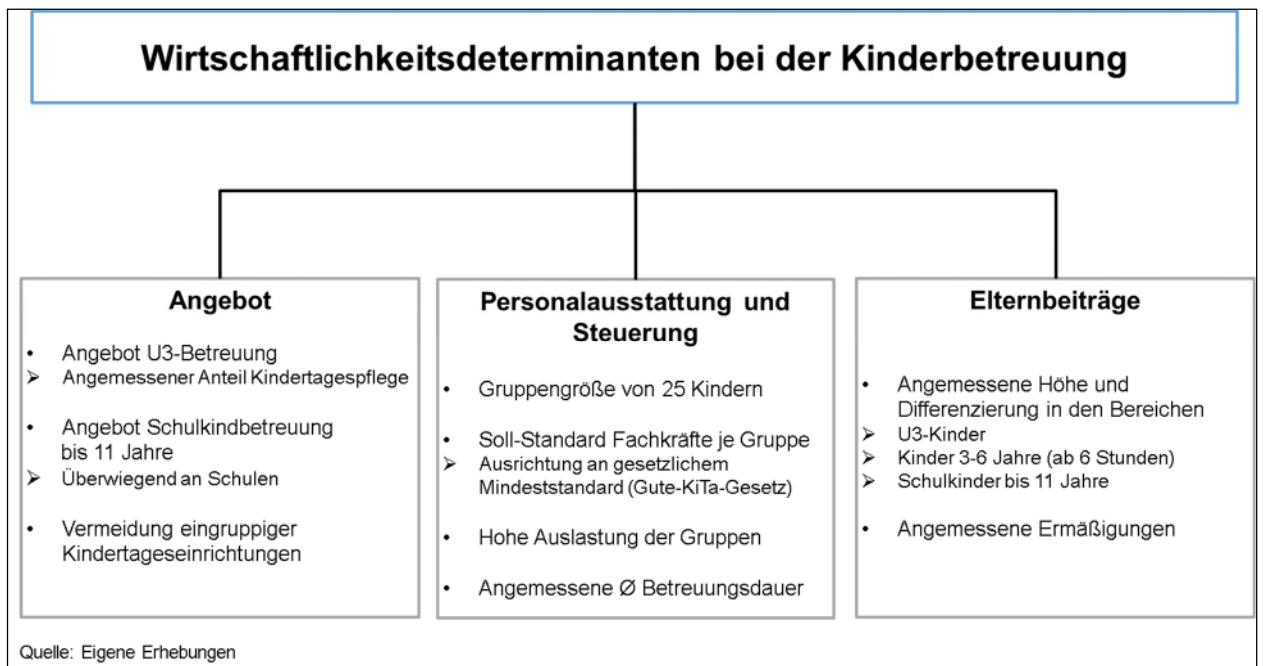 Wirtschaftlichkeitsdeterminanten bei der Kinderbetreuung
Angebot
• Angebot U3-Betreuung
➢ Angemessener Anteil Kindertagespflege
• Angebot Schulkindbetreuung
bis 11 Jahre
➢ Überwiegend an Schulen
• Vermeidung eingruppiger
Kindertageseinrichtungen
Personalausstattung und
Steuerung
• Gruppengröße von 25 Kindern
• Soll-Standard Fachkräfte je Gruppe
➢ Ausrichtung an gesetzlichem
Mindeststandard (Gute-KiTa-Gesetz)
• Hohe Auslastung der Gruppen
• Angemessene Ø Betreuungsdauer
Elternbeiträge
• Angemessene Höhe und
Differenzierung in den Bereichen
➢ U3-Kinder
➢ Kinder 3-6 Jahre (ab 6 Stunden)
➢ Schulkinder bis 11 Jahre
• Angemessene Ermäßigungen
Quelle: Eigene Erhebungen